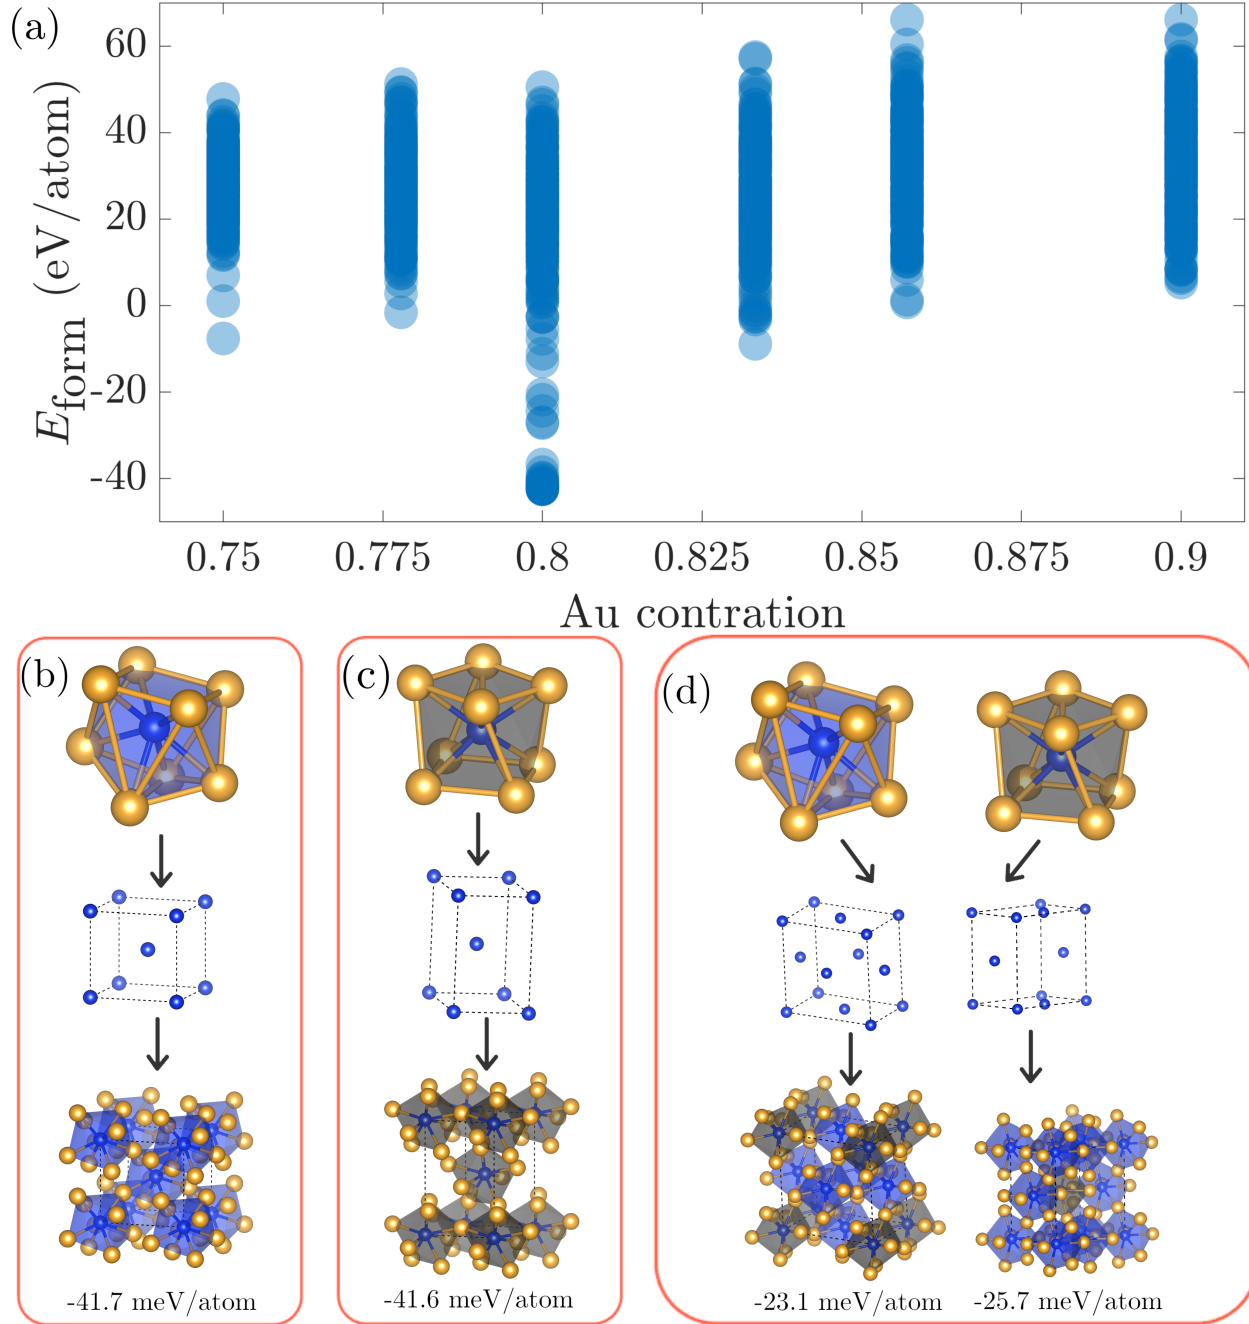 (a)
E_form (eV/atom)
60
40
20
0
-20
-40
0.75 0.775 0.8 0.825 0.85 0.875 0.9
Au contration
(b) (c) (d)
-41.7 meV/atom -41.6 meV/atom -23.1 meV/atom -25.7 meV/atom